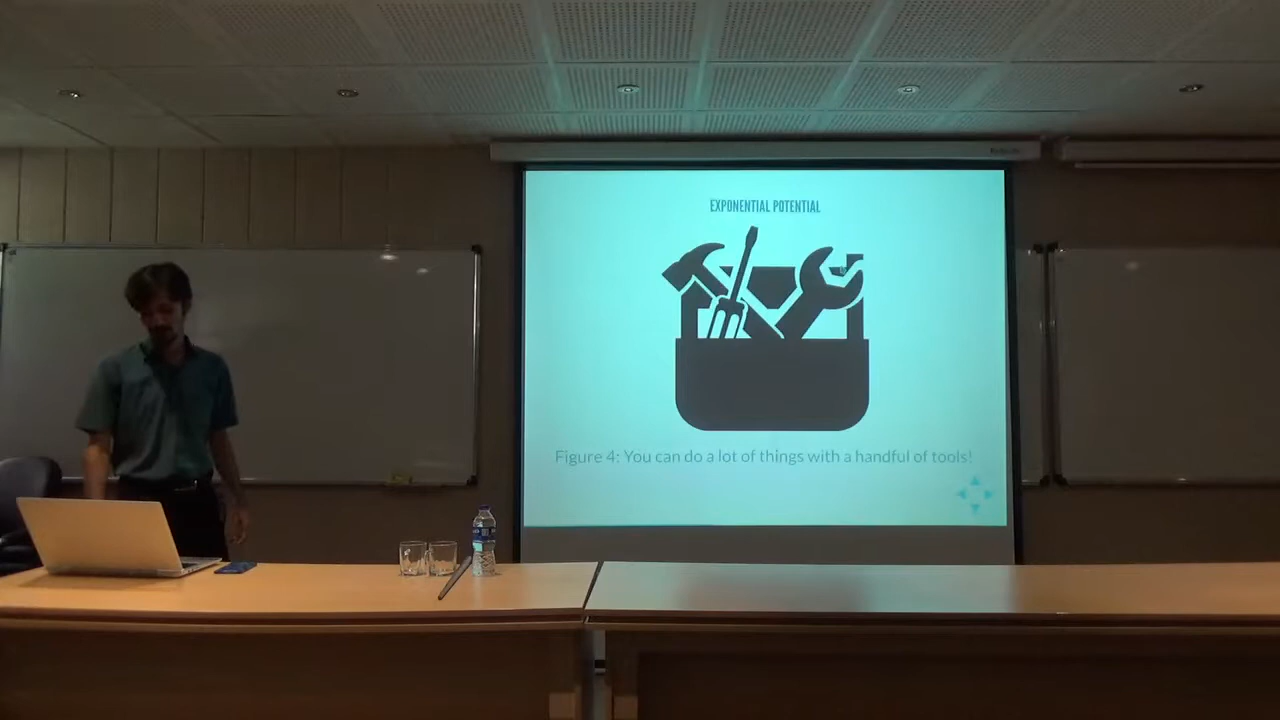 EXPONENTIAL POTENTIAL
Figure 4: You can do a lot of things with a handful of tools!